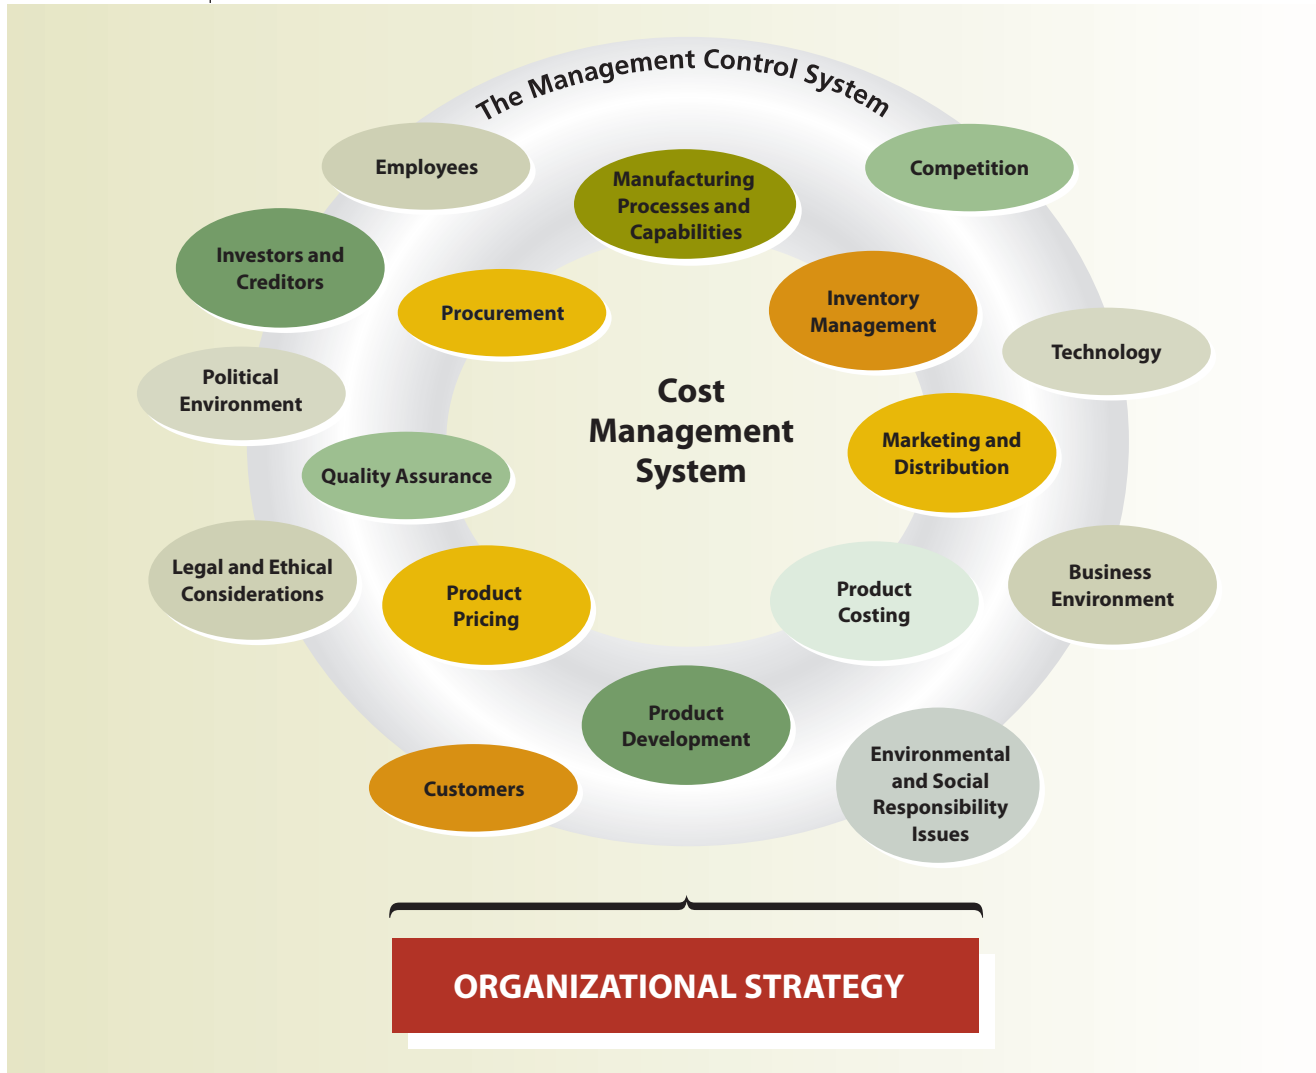 The Management Control System
Employees
Competition
Manufacturing
Processes and
Capabilities
Investors and
Creditors
Procurement
Inventory
Management
Technology
Political
Environment
Cost
Management
System
Marketing and
Distribution
Quality Assurance
Legal and Ethical
Considerations
Product
Pricing
Product
Costing
Business
Environment
Product
Development
Customers
Environmental
and Social
Responsibility
Issues
ORGANIZATIONAL STRATEGY